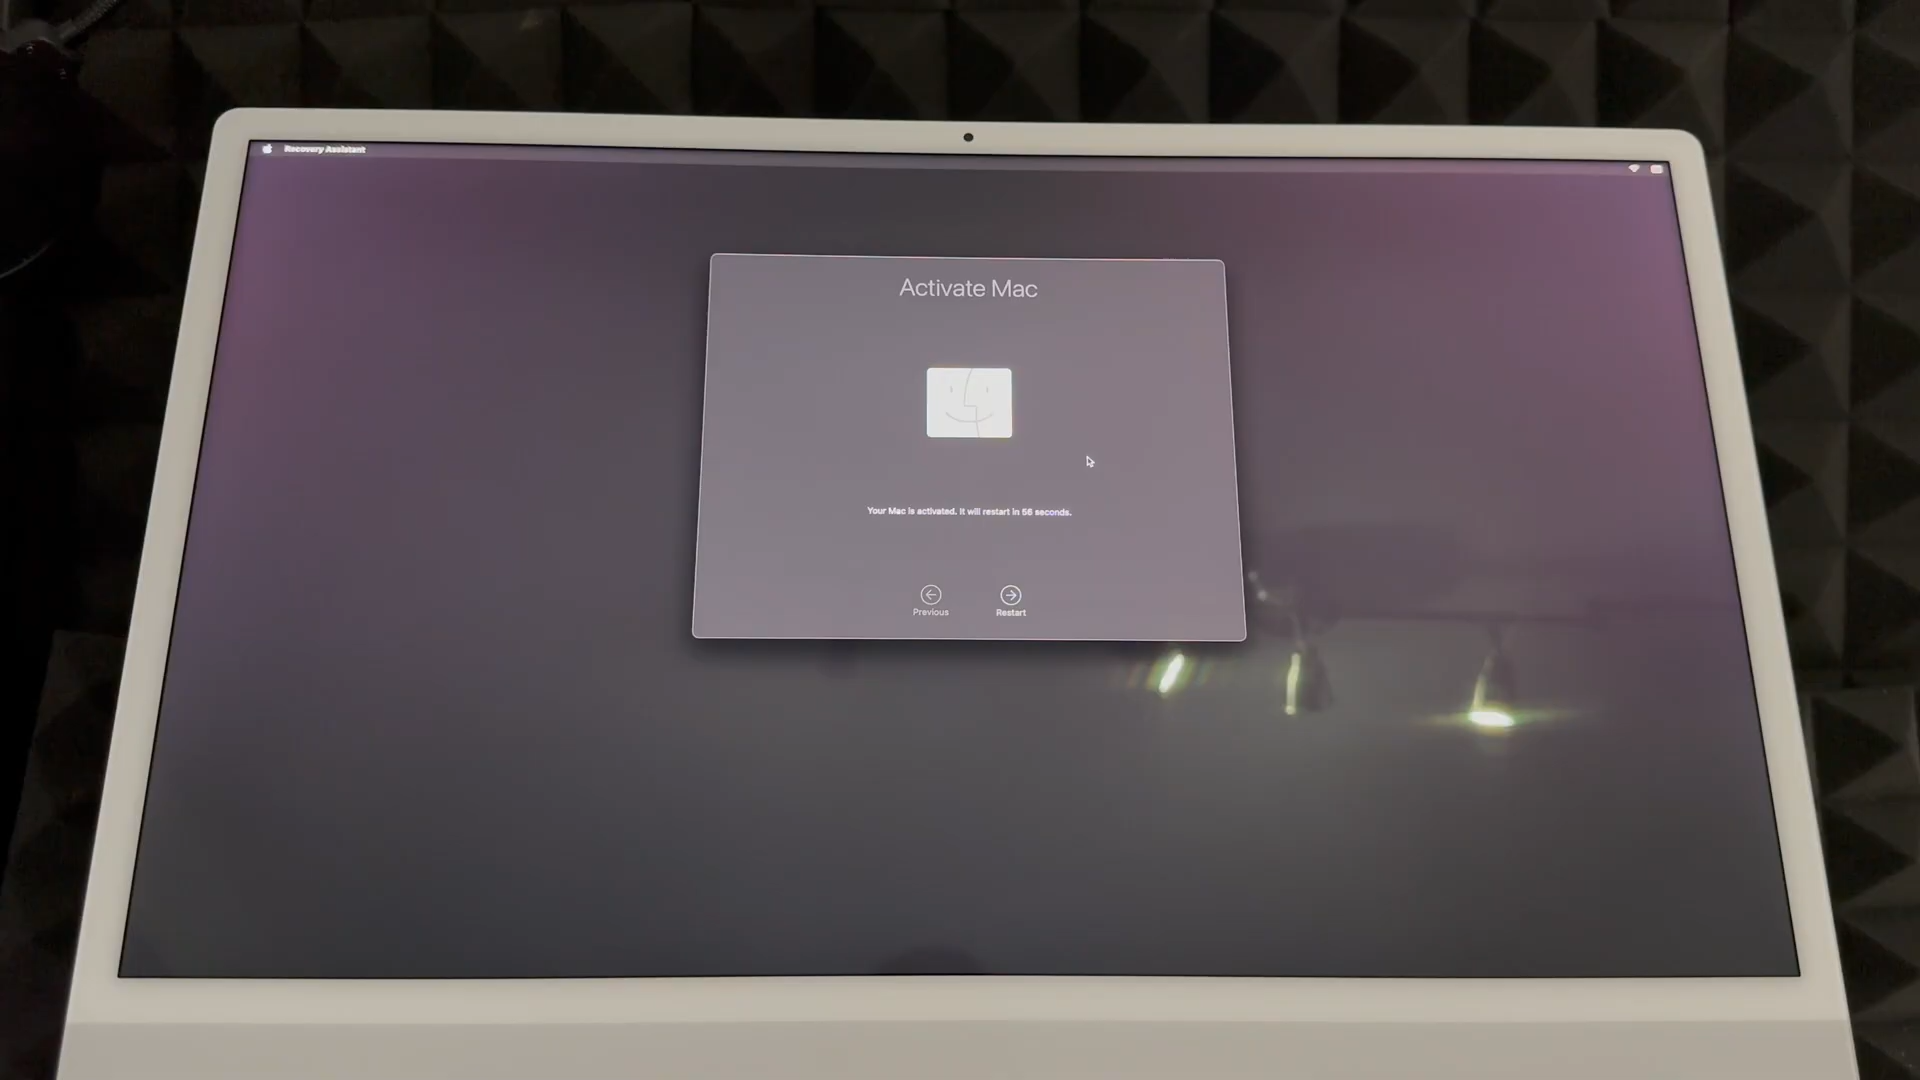 Recovery Assistant
Activate Mac
Your Mac is activated. It will restart in 56 seconds.
Previous
Restart